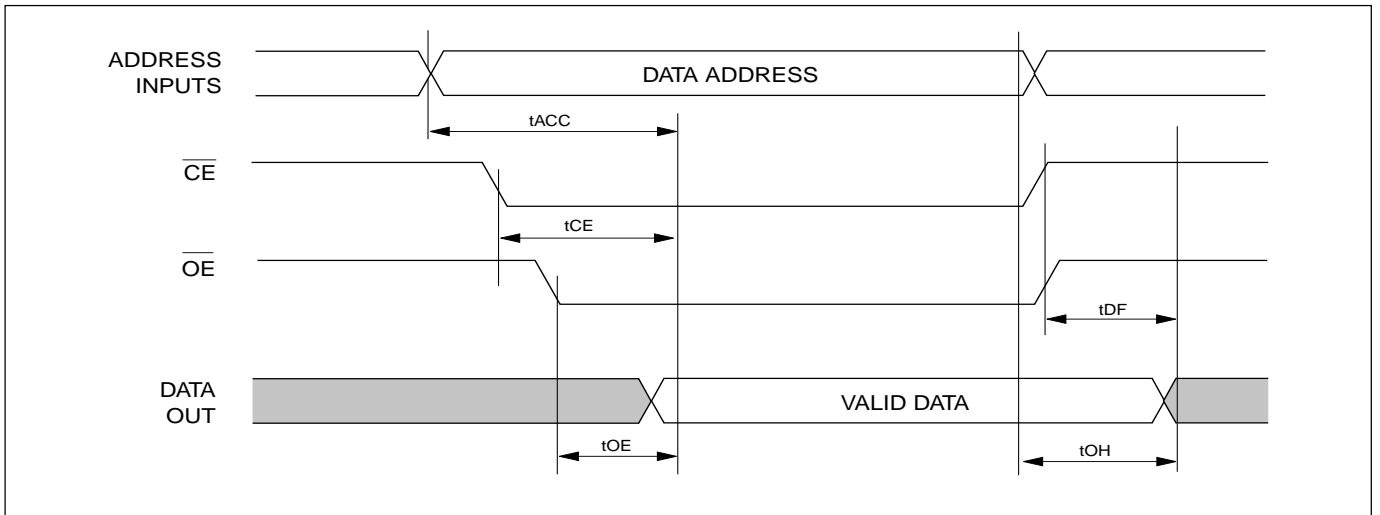 ADDRESS
INPUTS
DATA ADDRESS
tACC
CE
tCE
OE
tDF
DATA
OUT
VALID DATA
tOE
tOH